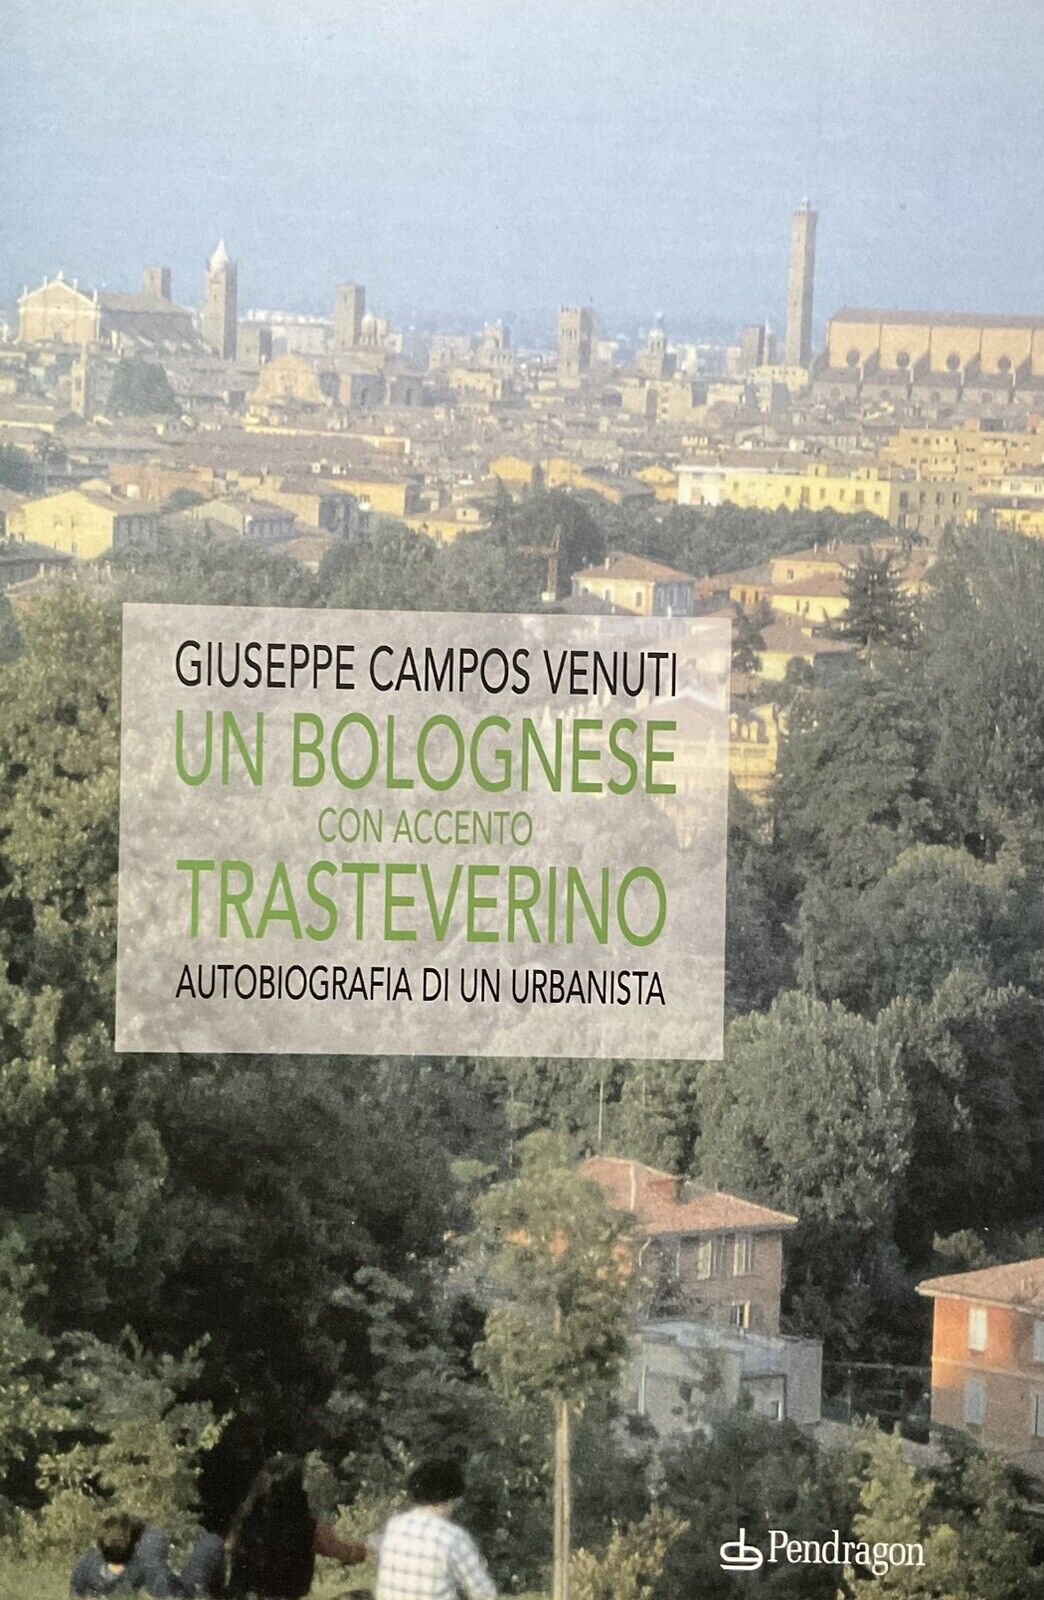 GIUSEPPE CAMPOS VENUTI
UN BOLOGNESE
CON ACCENTO
TRASTEVERINO
AUTOBIOGRAFIA DI UN URBANISTA
Pendragon